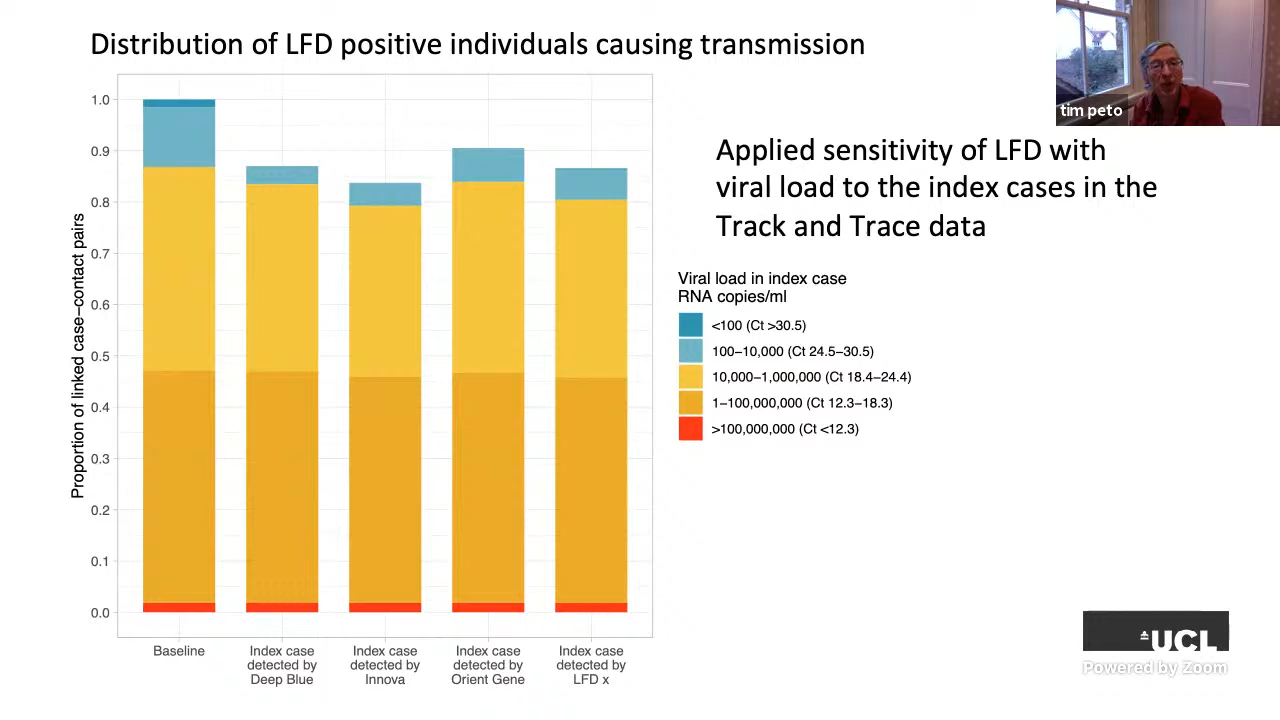 Distribution of LFD positive individuals causing transmission
tim peto
Applied sensitivity of LFD with
viral load to the index cases in the
Track and Trace data
Proportion of linked case−contact pairs
1.0
0.9
0.8
0.7
0.6
0.5
0.4
0.3
0.2
0.1
0.0
Baseline
Index case
detected by
Deep Blue
Index case
detected by
Innova
Index case
detected by
Orient Gene
Index case
detected by
LFD x
Viral load in index case
RNA copies/ml
<100 (Ct >30.5)
100−10,000 (Ct 24.5−30.5)
10,000−1,000,000 (Ct 18.4−24.4)
1−100,000,000 (Ct 12.3−18.3)
>100,000,000 (Ct <12.3)
UCL
Powered by Zoom